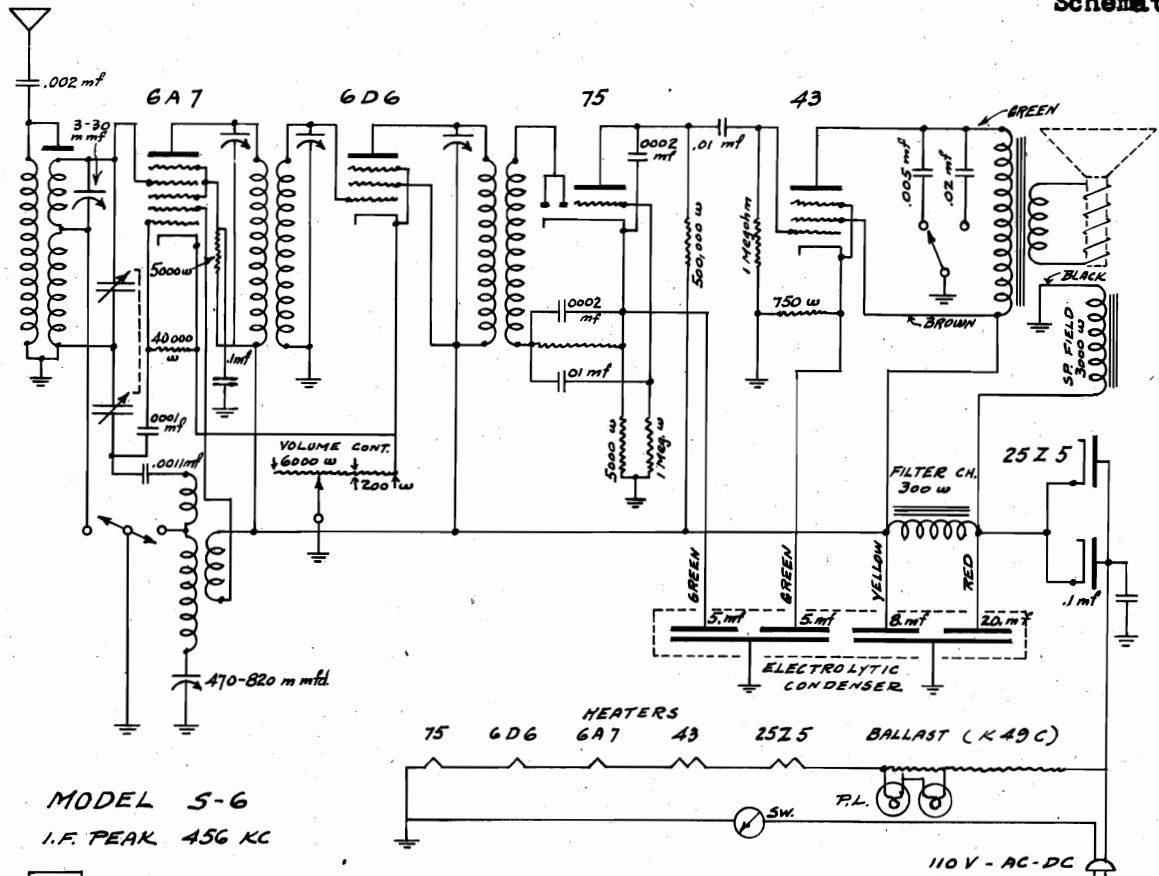 Schemat
.002 mf
6A7
6D6
75
43
GREEN
3-30
m mf
.0002
mf
.01 mf
.005 mf
.02 mf
500,000 w
1 Megohm
5000 w
750 w
BLACK
BROWN
.0002
mf
SP. FIELD
3000 w
40000
w
.1mf
.01 mf
.0001
mf
VOLUME CONT.
6000 w
200 w
5000 w
1 Meg. w
25Z5
FILTER CH.
300 w
.0011mf
GREEN
GREEN
YELLOW
RED
.1 mf
5. mf
5. mf
8. mf
20. mf
ELECTROLYTIC
CONDENSER
470-820 m mfd.
HEATERS
75
6D6
6A7
43
25Z5
BALLAST (K49C)
P.L.
SW.
MODEL S-6
I.F. PEAK 456 KC
110 V - AC-DC